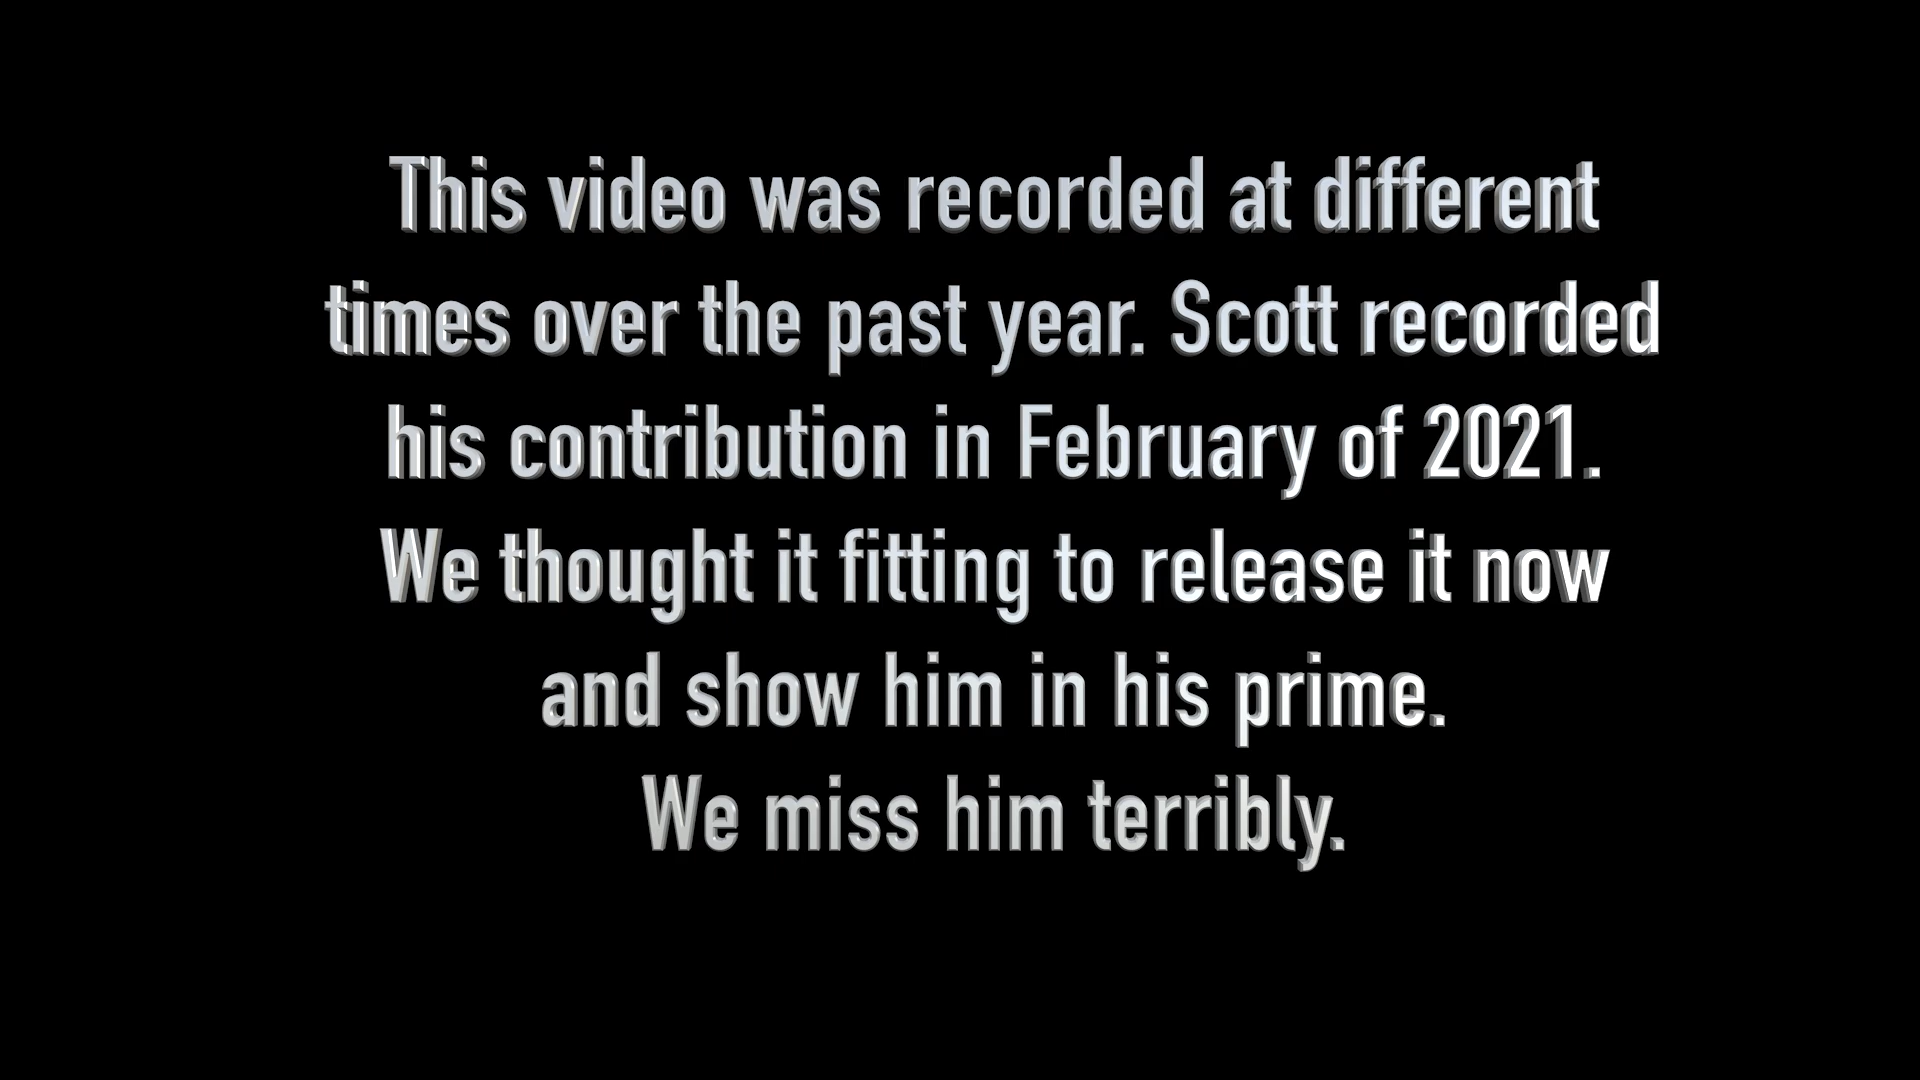 This video was recorded at different
times over the past year. Scott recorded
his contribution in February of 2021.
We thought it fitting to release it now
and show him in his prime.
We miss him terribly.